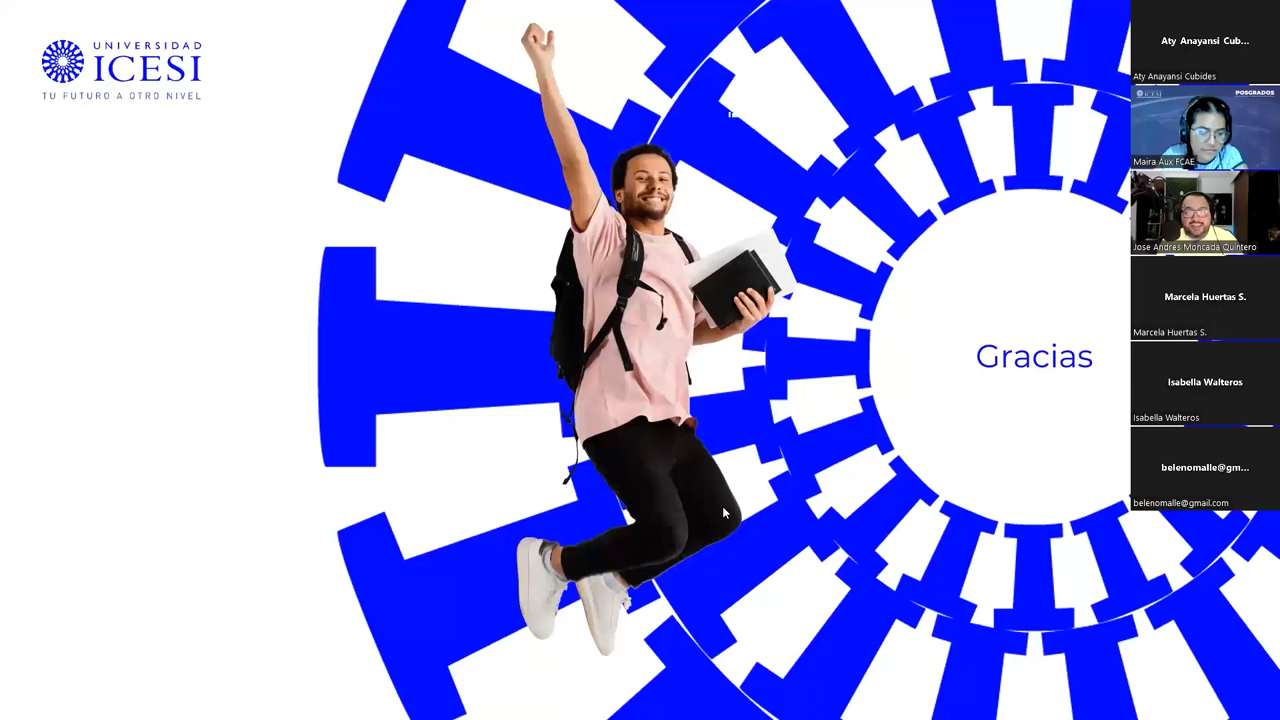 UNIVERSIDAD
ICESI
TU FUTURO A OTRO NIVEL
Gracias
Aty Anayansi Cub...
Aty Anayansi Cubides
ICESI
POSGRADOS
Maira Aux FCAE
Jose Andres Moncada Quintero
Marcela Huertas S.
Marcela Huertas S.
Isabella Walteros
Isabella Walteros
belenomalle@gm...
belenomalle@gmail.com